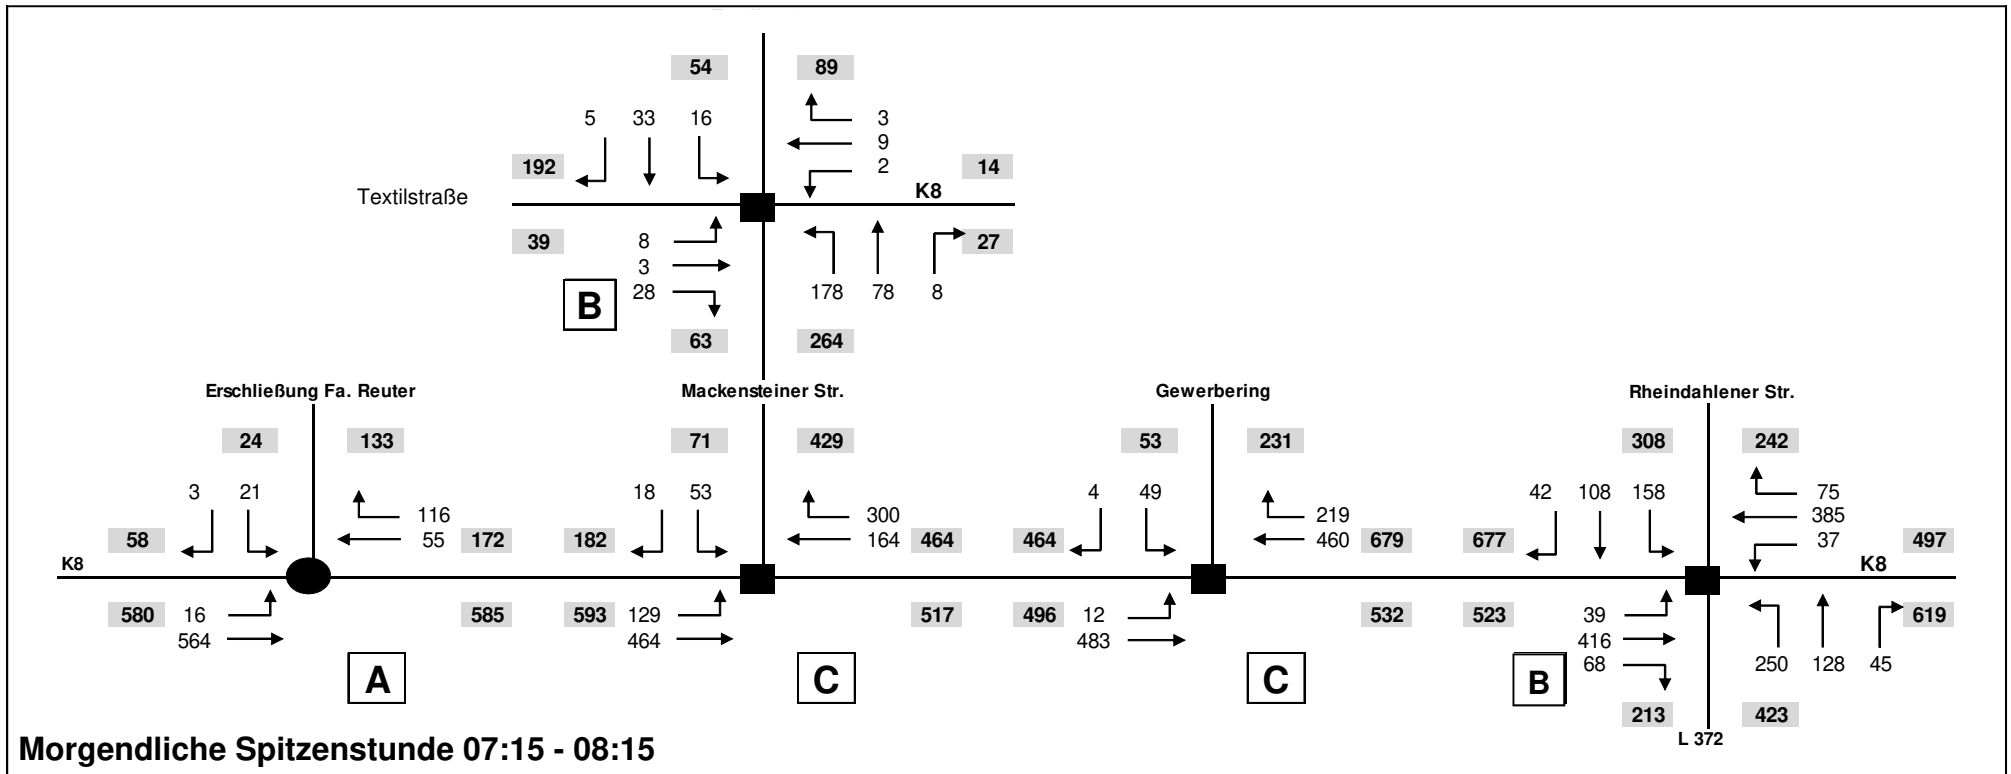 54 89
5 33 16 3
9
192 2 14
Textilstraße K8
39 8 27
3
28 178 78 8
B
63 264
Erschließung Fa. Reuter Mackensteiner Str. Gewerbering Rheindahlener Str.
24 133 71 429 53 231 308 242
3 21 18 53 4 49 42 108 158 75
116 300 219 385
58 55 172 182 164 464 464 460 679 677 37 497
K8 K8
580 16 585 593 129 517 496 12 532 523 39 619
564 464 483 416
68 250 128 45
A C C B
213 423
L 372
Morgendliche Spitzenstunde 07:15 - 08:15